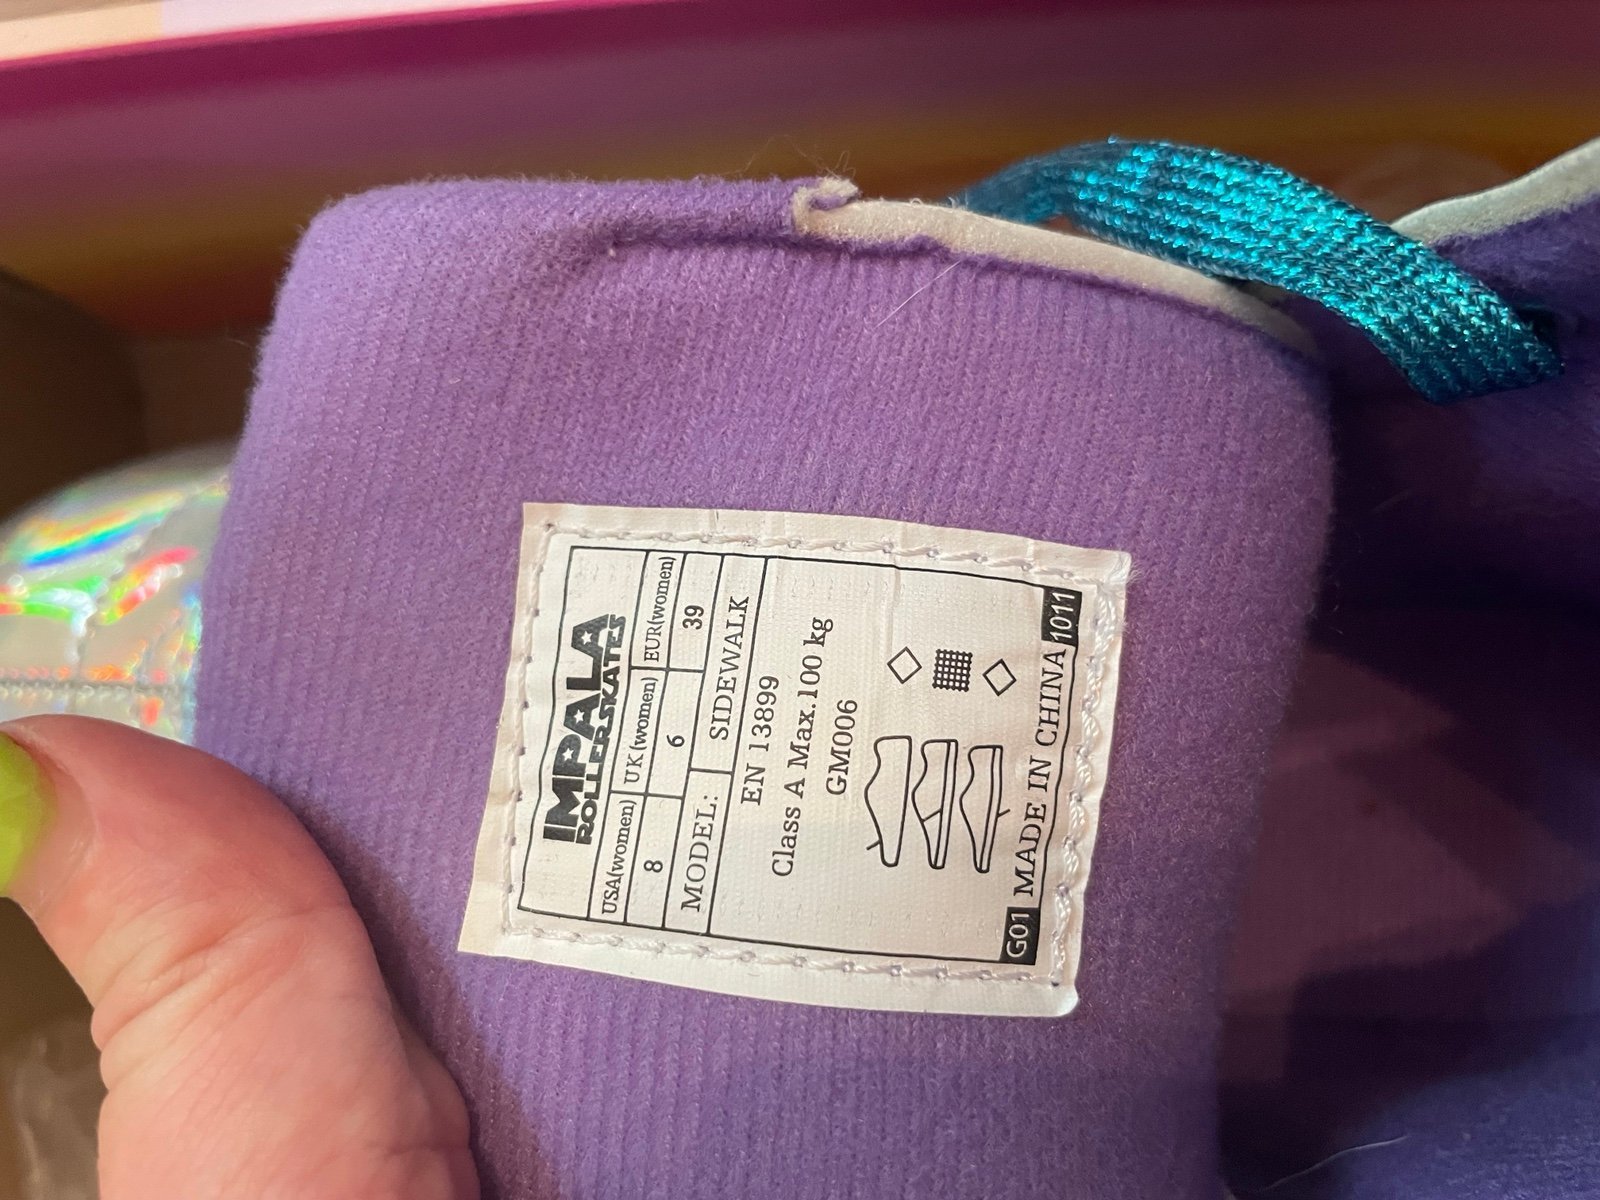 IMPALA
ROLLERSKATES
USA(women) UK(women) EUR(women)
8 6 39
MODEL: SIDEWALK
EN 13899
Class A Max.100 kg
GM006
G01 MADE IN CHINA 1011